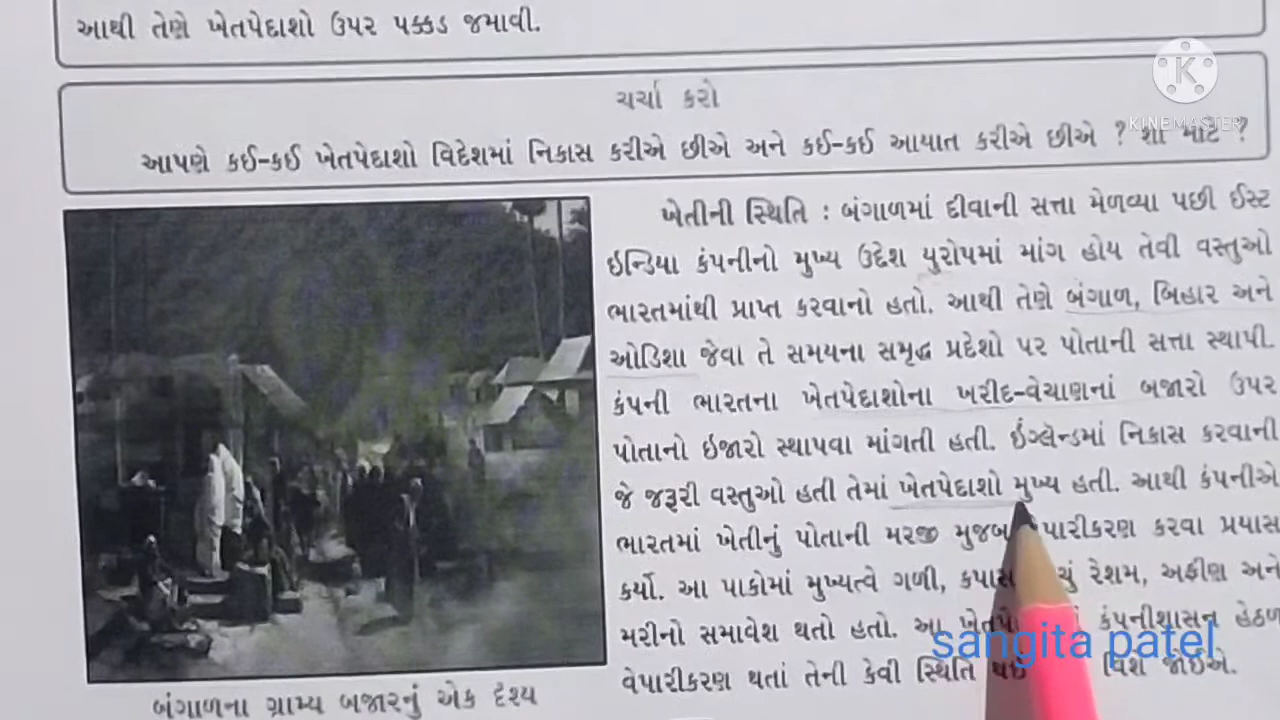 આથી તેણે ખેતપેદાશો ઉપર પક્કડ જમાવી.
ચર્ચા કરો
આપણે કઈ-કઈ ખેતપેદાશો વિદેશમાં નિકાસ કરીએ છીએ અને કઈ-કઈ આયાત કરીએ છીએ ? શા માટે ?
K
KINEMASTER
ખેતીની સ્થિતિ : બંગાળમાં દીવાની સત્તા મેળવ્યા પછી ઈસ્ટ
ઇન્ડિયા કંપનીનો મુખ્ય ઉદ્દેશ યુરોપમાં માંગ હોય તેવી વસ્તુઓ
ભારતમાંથી પ્રાપ્ત કરવાનો હતો. આથી તેણે બંગાળ, બિહાર અને
ઓડિશા જેવા તે સમયના સમૃદ્ધ પ્રદેશો પર પોતાની સત્તા સ્થાપી.
કંપની ભારતના ખેતપેદાશોના ખરીદ-વેચાણનાં બજારો ઉપર
પોતાનો ઇજારો સ્થાપવા માંગતી હતી. ઇંગ્લૅન્ડમાં નિકાસ કરવાની
જે જરૂરી વસ્તુઓ હતી તેમાં ખેતપેદાશો મુખ્ય હતી. આથી કંપનીએ
ભારતમાં ખેતીનું પોતાની મરજી મુજબ કરવા પ્રયાસ
કર્યો. આ પાકોમાં મુખ્યત્વે ગળી, રેશમ, અફીણ અને
મરીનો સમાવેશ થતો હતો. આ કંપનીશાસન હેઠળ
વેપારીકરણ થતાં તેની કેવી સ્થિતિ જોઈએ.
બંગાળના ગ્રામ્ય બજારનું એક દૃશ્ય
sangita patel